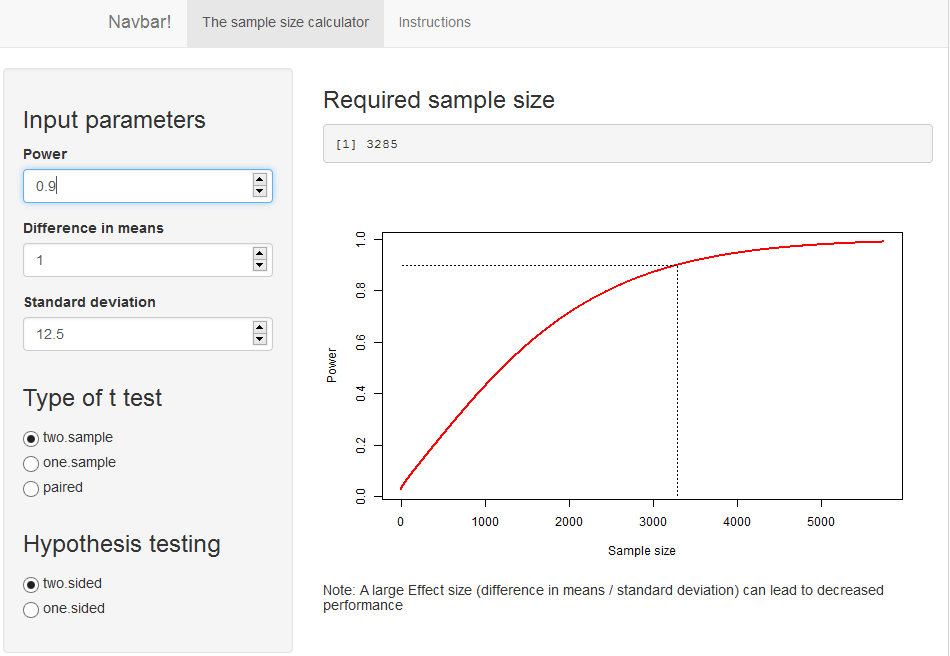 Navbar! The sample size calculator Instructions
Input parameters
Power
0.9
Difference in means
1
Standard deviation
12.5
Type of t test
two.sample
one.sample
paired
Hypothesis testing
two.sided
one.sided
Required sample size
[1] 3285
Power
1.0
0.8
0.6
0.4
0.2
0.0
0 1000 2000 3000 4000 5000
Sample size
Note: A large Effect size (difference in means / standard deviation) can lead to decreased
performance